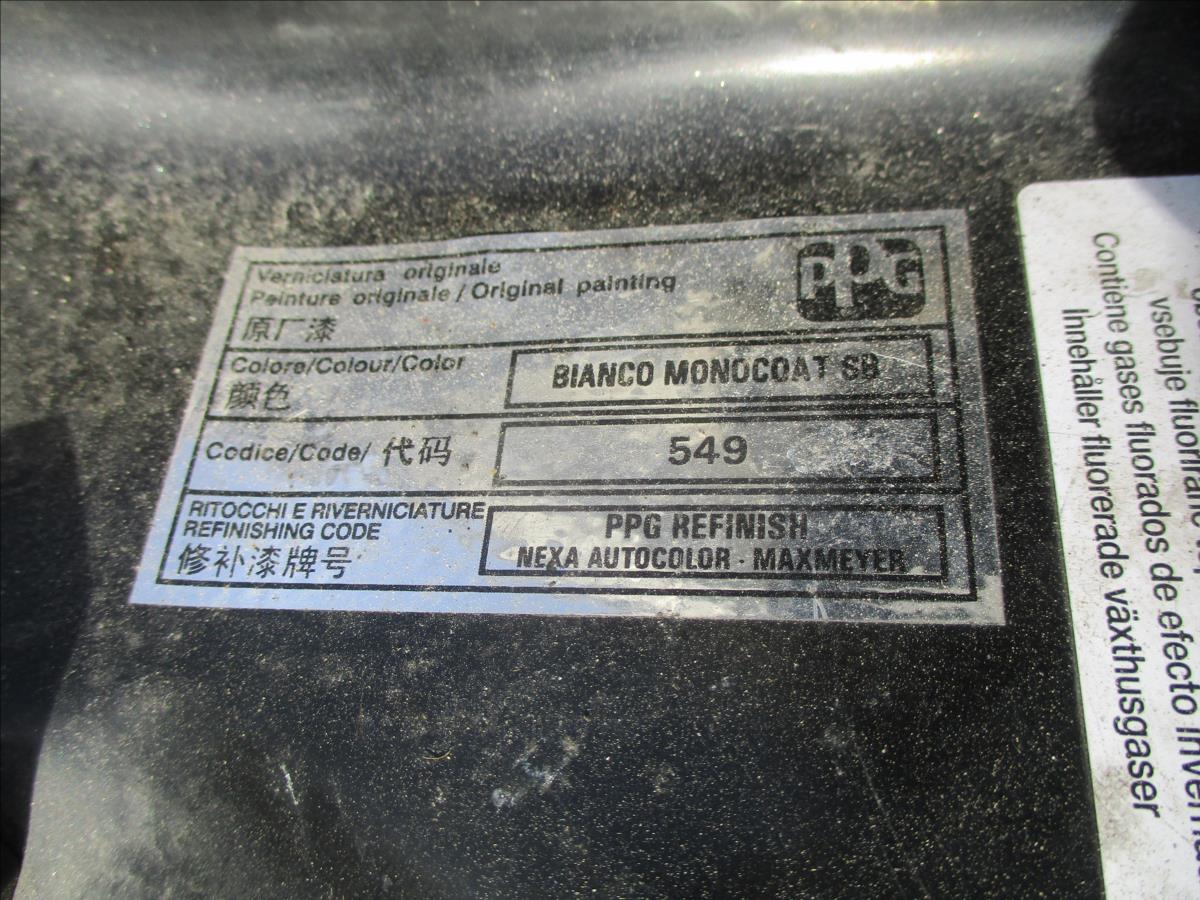 Verniciatura originale
Peinture originale / Original painting
原厂漆
PPG
Colore/Colour/Color
颜色
BIANCO MONOCOAT SB
Codice/Code/ 代码
549
RITOCCHI E RIVERNICIATURE
REFINISHING CODE
修补漆牌号
PPG REFINISH
NEXA AUTOCOLOR - MAXMEYER
vsebuje fluorirane
Contiene gases fluorados de efecto
Innehåller fluorerade växthusgaser